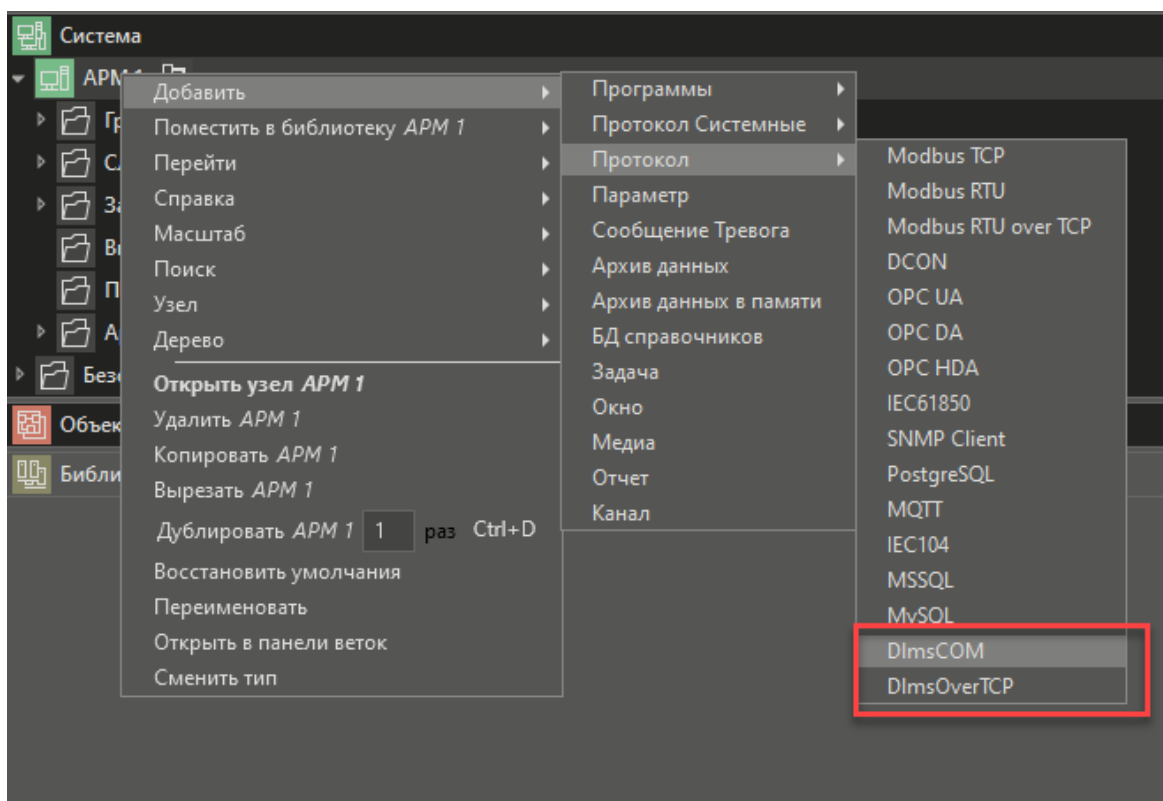 Система
АРМ 1
Добавить
Поместить в библиотеку АРМ 1
Перейти
Справка
Масштаб
Поиск
Узел
Дерево
Открыть узел АРМ 1
Удалить АРМ 1
Копировать АРМ 1
Вырезать АРМ 1
Дублировать АРМ 1 1 раз Ctrl+D
Восстановить умолчания
Переименовать
Открыть в панели веток
Сменить тип
Программы
Протокол Системные
Протокол
Параметр
Сообщение Тревога
Архив данных
Архив данных в памяти
БД справочников
Задача
Окно
Медиа
Отчет
Канал
Modbus TCP
Modbus RTU
Modbus RTU over TCP
DCON
OPC UA
OPC DA
OPC HDA
IEC61850
SNMP Client
PostgreSQL
MQTT
IEC104
MSSQL
MySQL
DlmsCOM
DlmsOverTCP